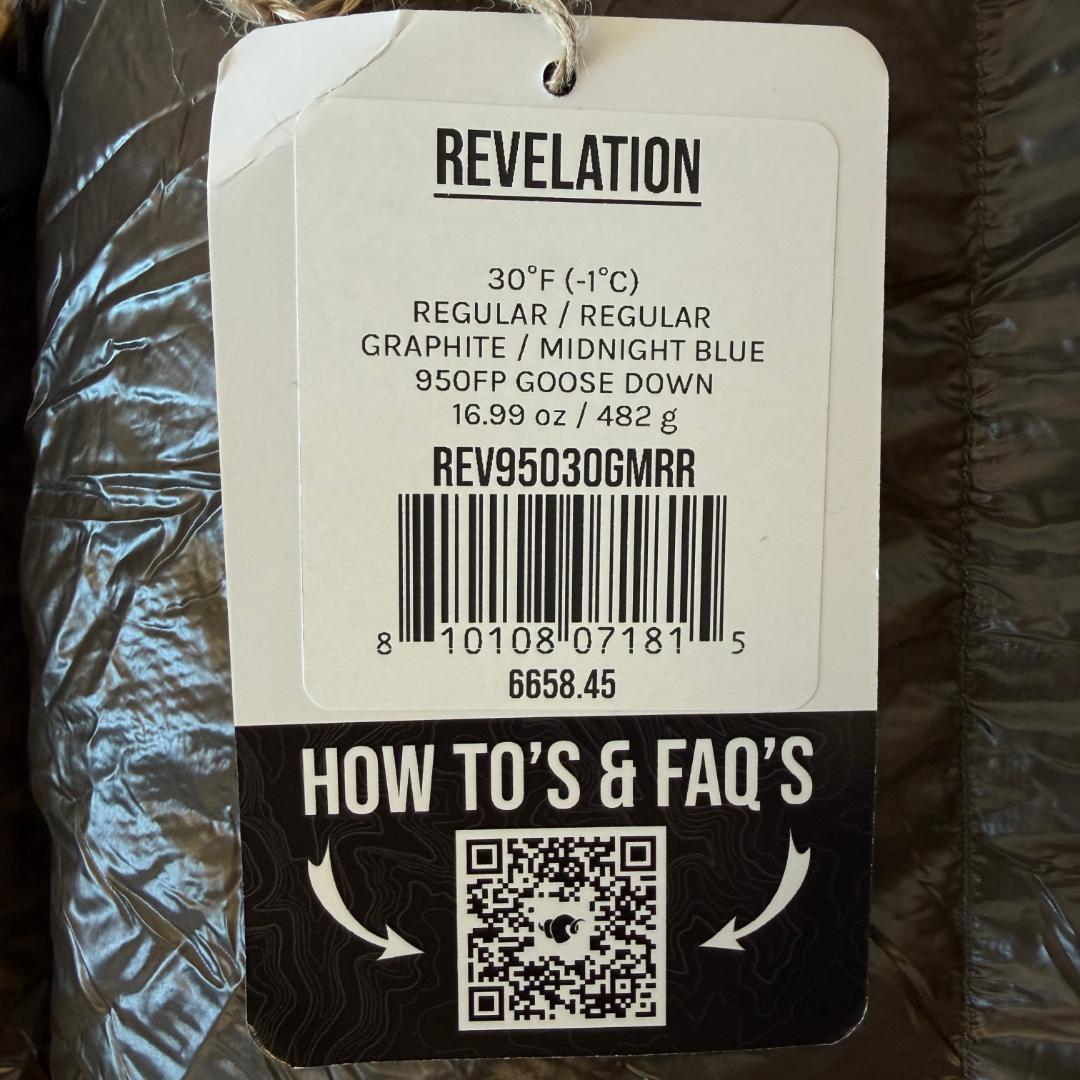 REVELATION
30°F (-1°C)
REGULAR / REGULAR
GRAPHITE / MIDNIGHT BLUE
950FP GOOSE DOWN
16.99 oz / 482 g
REV95030GMRR
8 10108 07181 5
6658.45
HOW TO'S & FAQ'S